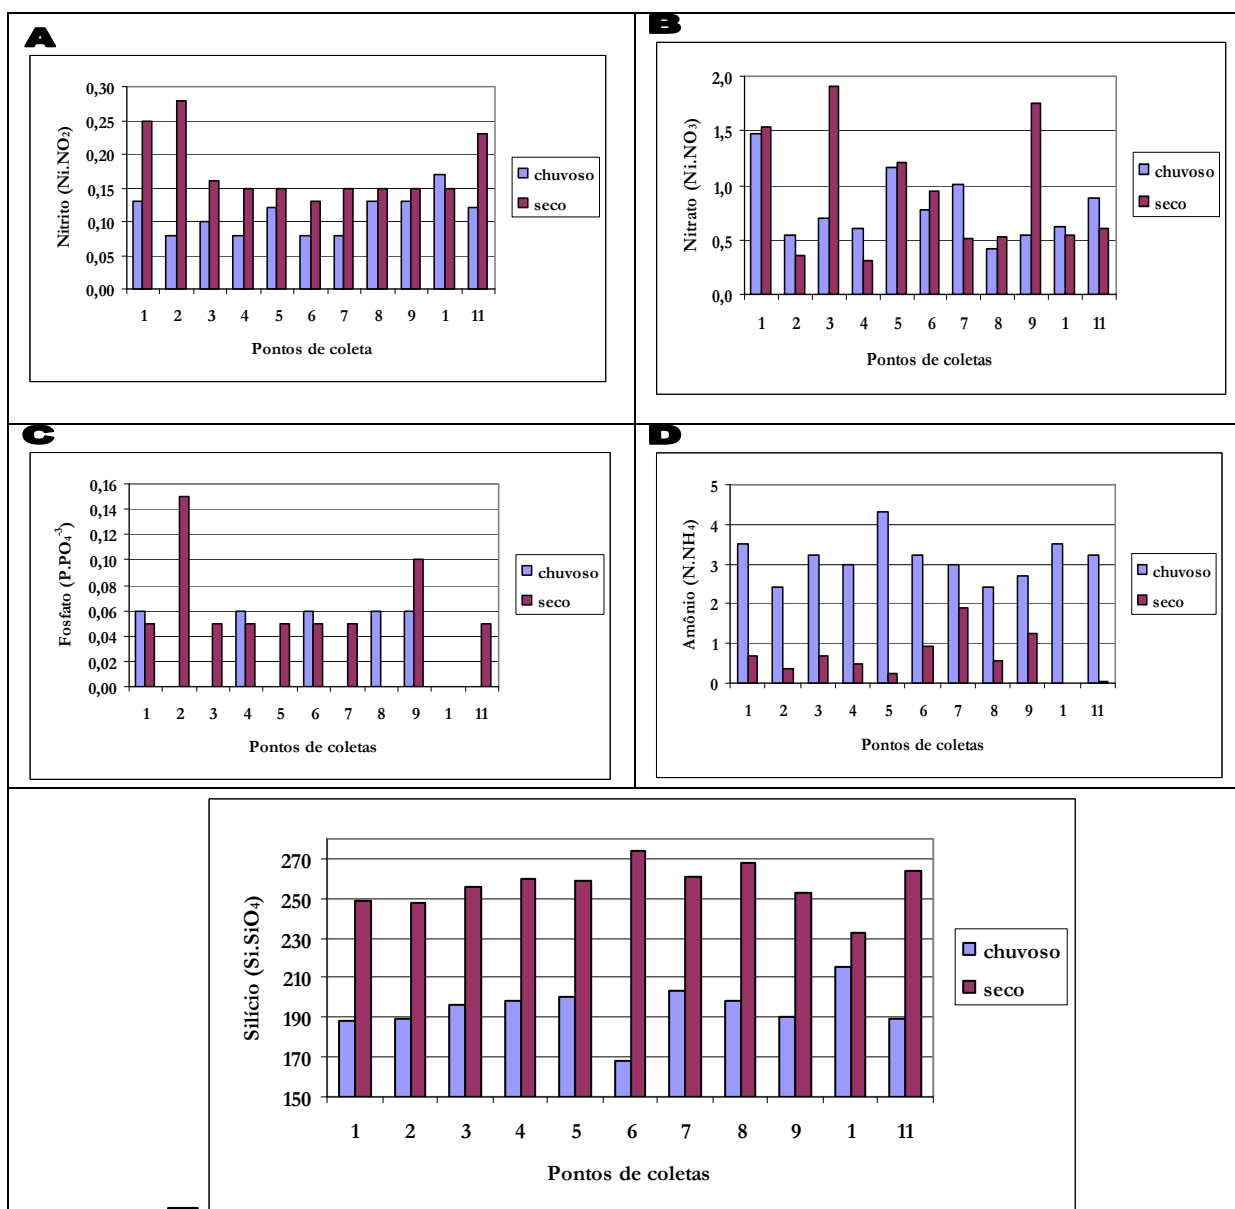 A
0,30
0,25
0,20
0,15
0,10
0,05
0,00
Nitrito (Ni.NO2)
1 2 3 4 5 6 7 8 9 1 11
Pontos de coleta
chuvoso
seco
B
2,0
1,5
1,0
0,5
0,0
Nitrato (Ni.NO3)
1 2 3 4 5 6 7 8 9 1 11
Pontos de coletas
chuvoso
seco
C
0,16
0,14
0,12
0,10
0,08
0,06
0,04
0,02
0,00
Fosfato (P.PO4-3)
1 2 3 4 5 6 7 8 9 1 11
Pontos de coletas
chuvoso
seco
D
5
4
3
2
1
0
Amônio (N.NH4)
1 2 3 4 5 6 7 8 9 1 11
Pontos de coletas
chuvoso
seco
270
250
230
210
190
170
150
Silício (Si.SiO4)
1 2 3 4 5 6 7 8 9 1 11
Pontos de coletas
chuvoso
seco